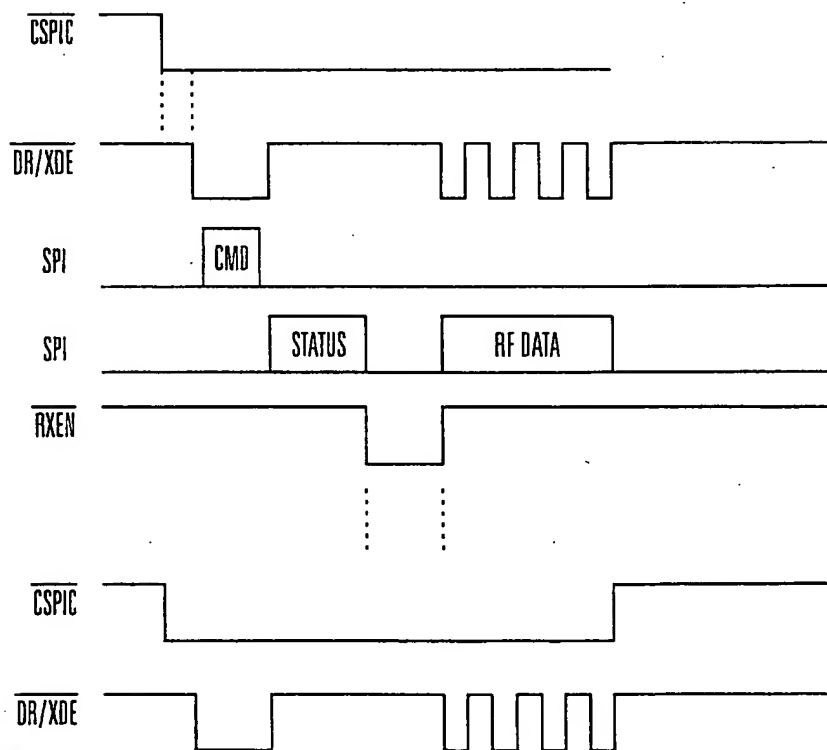 CSPIC
DR/XDE
SPI
CMD
SPI
STATUS
RF DATA
RXEN
CSPIC
DR/XDE